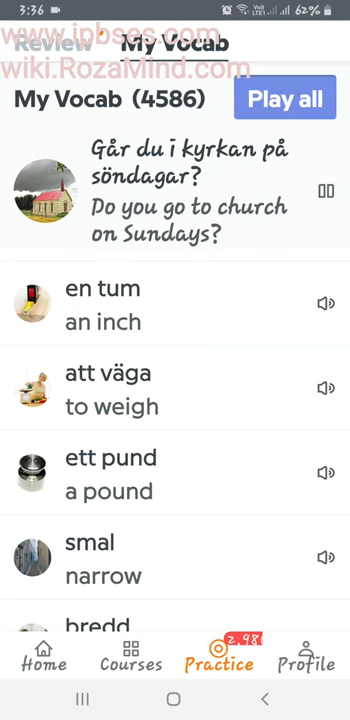 3:36
62%
www.ipbses.com
Review My Vocab
wiki.RozaMind.com
My Vocab (4586)
Play all
Går du i kyrkan på
söndagar?
Do you go to church
on Sundays?
en tum
an inch
att väga
to weigh
ett pund
a pound
smal
narrow
bredd
2,98
Home Courses Practice Profile